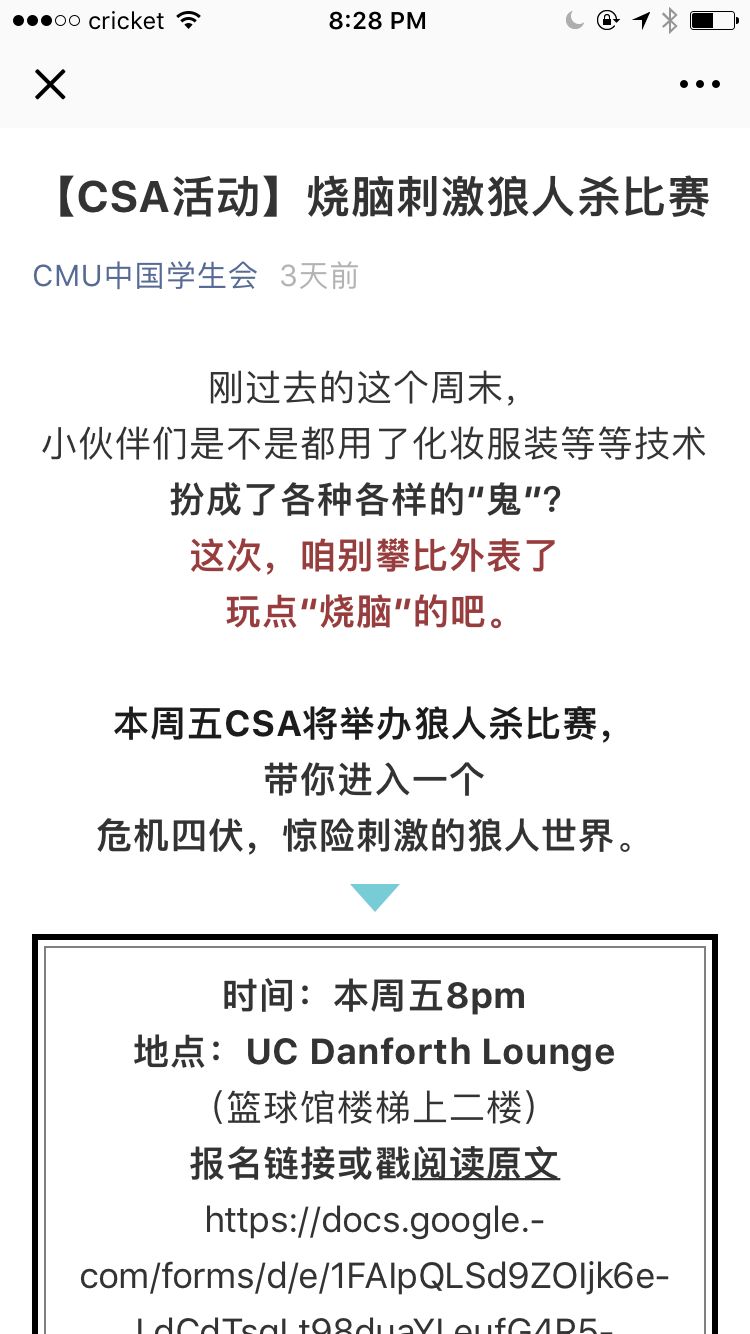 cricket 8:28 PM
【CSA活动】烧脑刺激狼人杀比赛
CMU中国学生会 3天前
刚过去的这个周末，
小伙伴们是不是都用了化妆服装等等技术
扮成了各种各样的“鬼”？
这次，咱别攀比外表了
玩点“烧脑”的吧。
本周五CSA将举办狼人杀比赛，
带你进入一个
危机四伏，惊险刺激的狼人世界。
时间：本周五8pm
地点：UC Danforth Lounge
（篮球馆楼梯上二楼）
报名链接或戳阅读原文
https://docs.google.-
com/forms/d/e/1FAIpQLSd9ZOIjk6e-